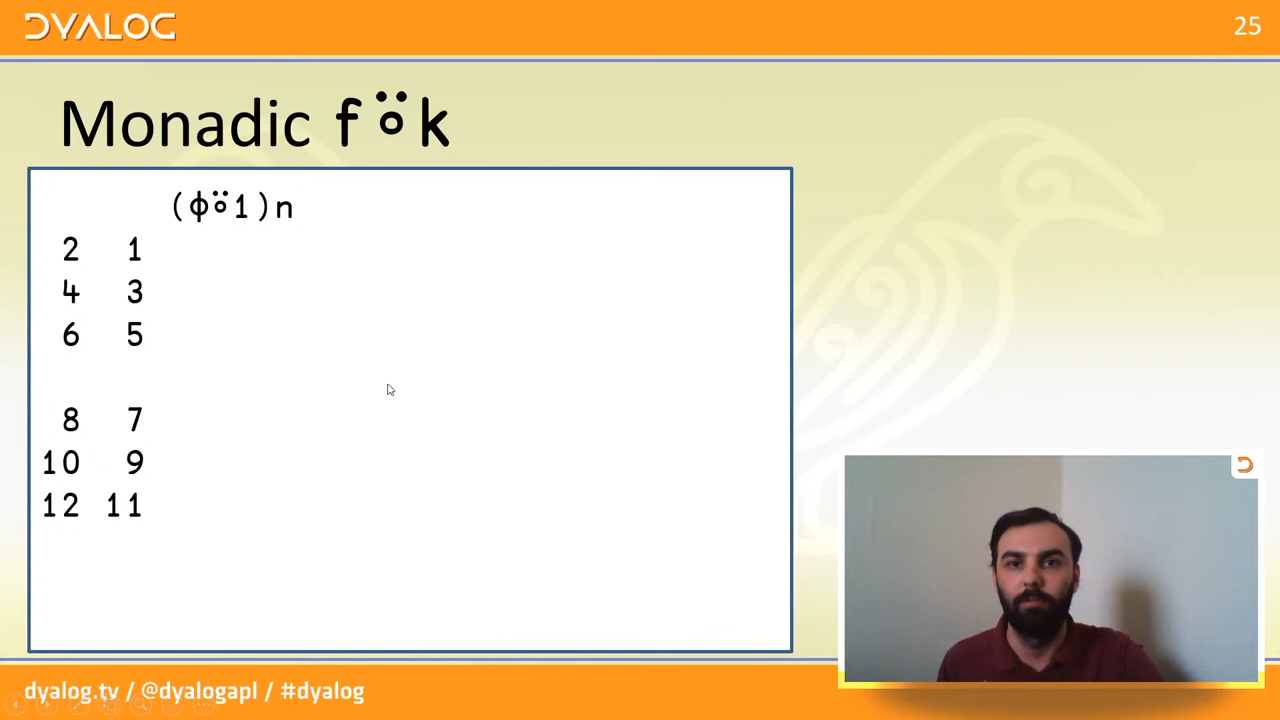 DYALOG
25
Monadic f⍤k
(⌽⍤1)n
2 1
4 3
6 5
8 7
10 9
12 11
dyalog.tv / @dyalogapl / #dyalog